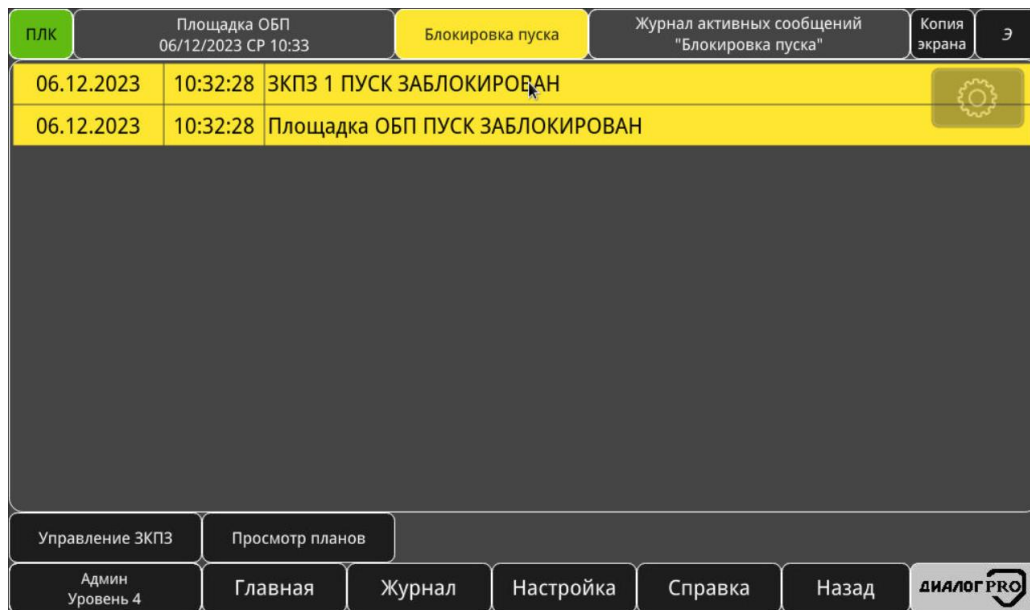 ПЛК
Площадка ОБП
06/12/2023 СР 10:33
Блокировка пуска
Журнал активных сообщений
"Блокировка пуска"
Копия
экрана
Э
06.12.2023 10:32:28 ЗКПЗ 1 ПУСК ЗАБЛОКИРОВАН
06.12.2023 10:32:28 Площадка ОБП ПУСК ЗАБЛОКИРОВАН
Управление ЗКПЗ
Просмотр планов
Админ
Уровень 4
Главная
Журнал
Настройка
Справка
Назад
ДИАЛОГ PRO